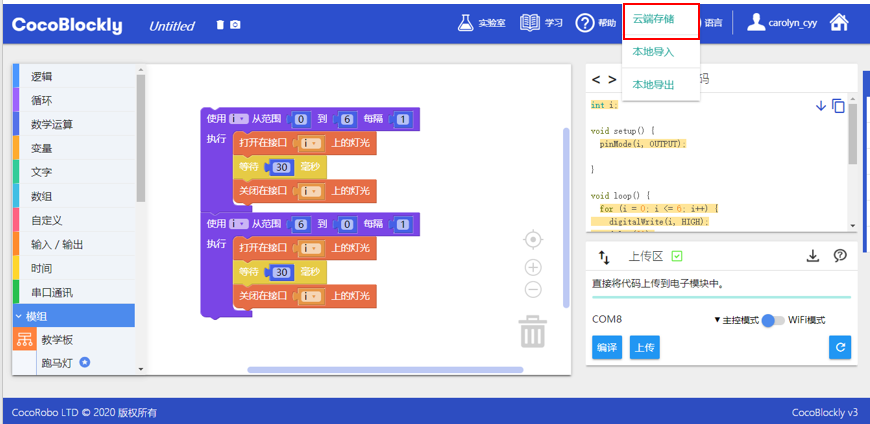 CocoBlockly Untitled 实验室 学习 帮助 语言 carolyn_cyy
云端存储
本地导入
本地导出
逻辑
循环
数学运算
变量
文字
数组
自定义
输入 / 输出
时间
串口通讯
模组
教学板
跑马灯
使用 i 从范围 0 到 6 每隔 1
执行 打开在接口 i 上的灯光
等待 30 毫秒
关闭在接口 i 上的灯光
使用 i 从范围 6 到 0 每隔 1
执行 打开在接口 i 上的灯光
等待 30 毫秒
关闭在接口 i 上的灯光
< > 码
int i;
void setup() {
pinMode(i, OUTPUT);
}
void loop() {
for (i = 0; i <= 6; i++) {
digitalWrite(i, HIGH);
上传区
直接将代码上传到电子模块中。
COM8 主控模式 WiFi模式
编译 上传
CocoRobo LTD © 2020 版权所有 CocoBlockly v3